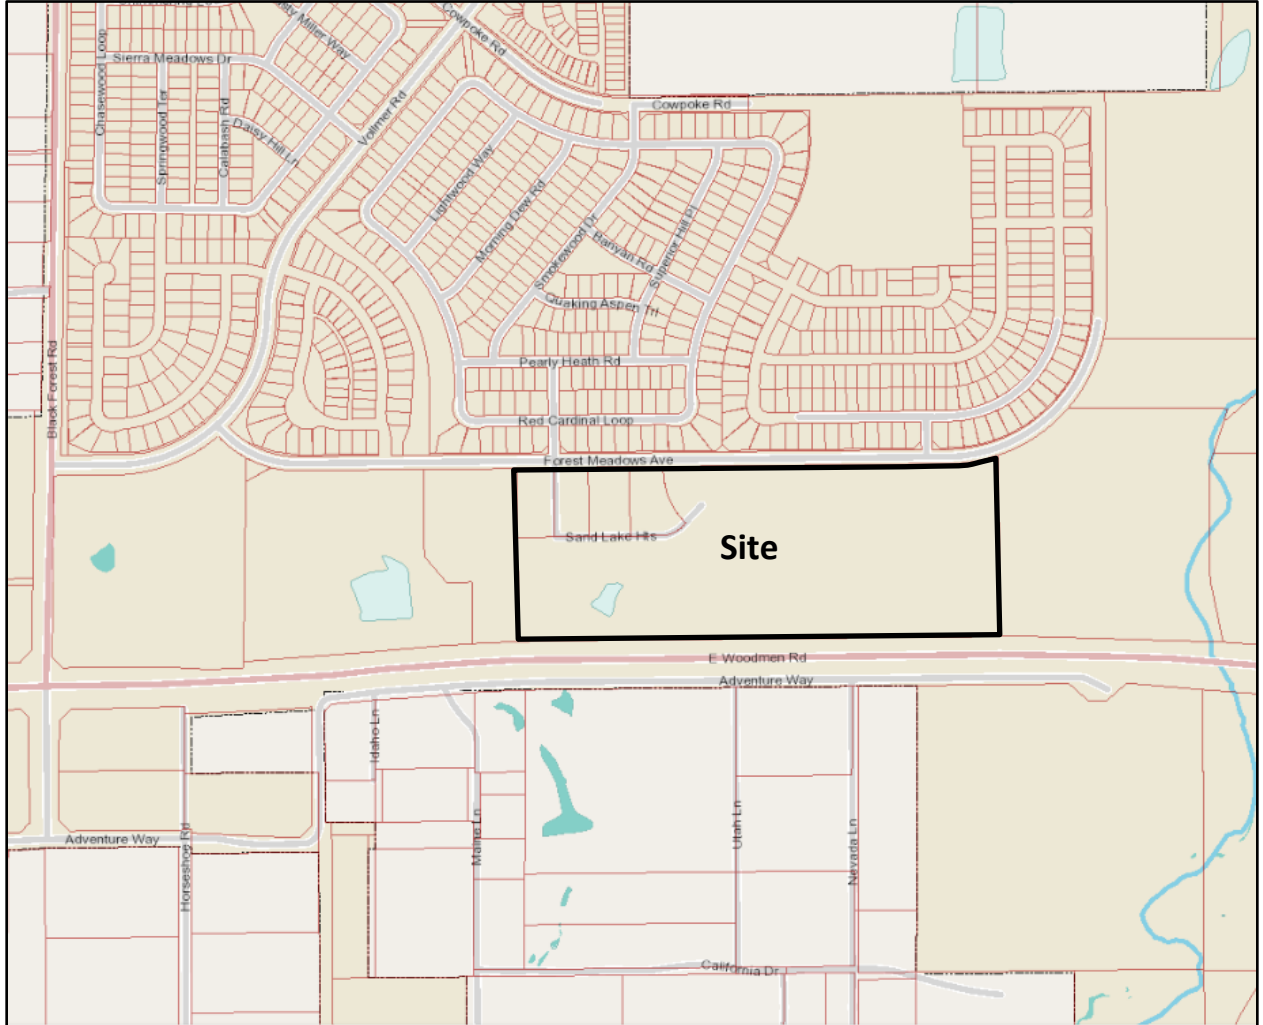 Cowpoke Rd
Sierra Meadows Dr
Chasewood Loop
Springwood Ter
Calabash Rd
Daisy Hill Ln
Vollmer Rd
Cowpoke Rd
Lightwood Way
Morning Dew Rd
Smokewood Dr
Banyan Rd
Superior Hill Pl
Quaking Aspen Trl
Black Forest Rd
Pearly Heath Rd
Red Cardinal Loop
Forest Meadows Ave
Sand Lake Hts
Site
E Woodmen Rd
Adventure Way
Idaho Ln
Maine Ln
Utah Ln
Nevada Ln
Adventure Way
Horseshoe Rd
California Dr